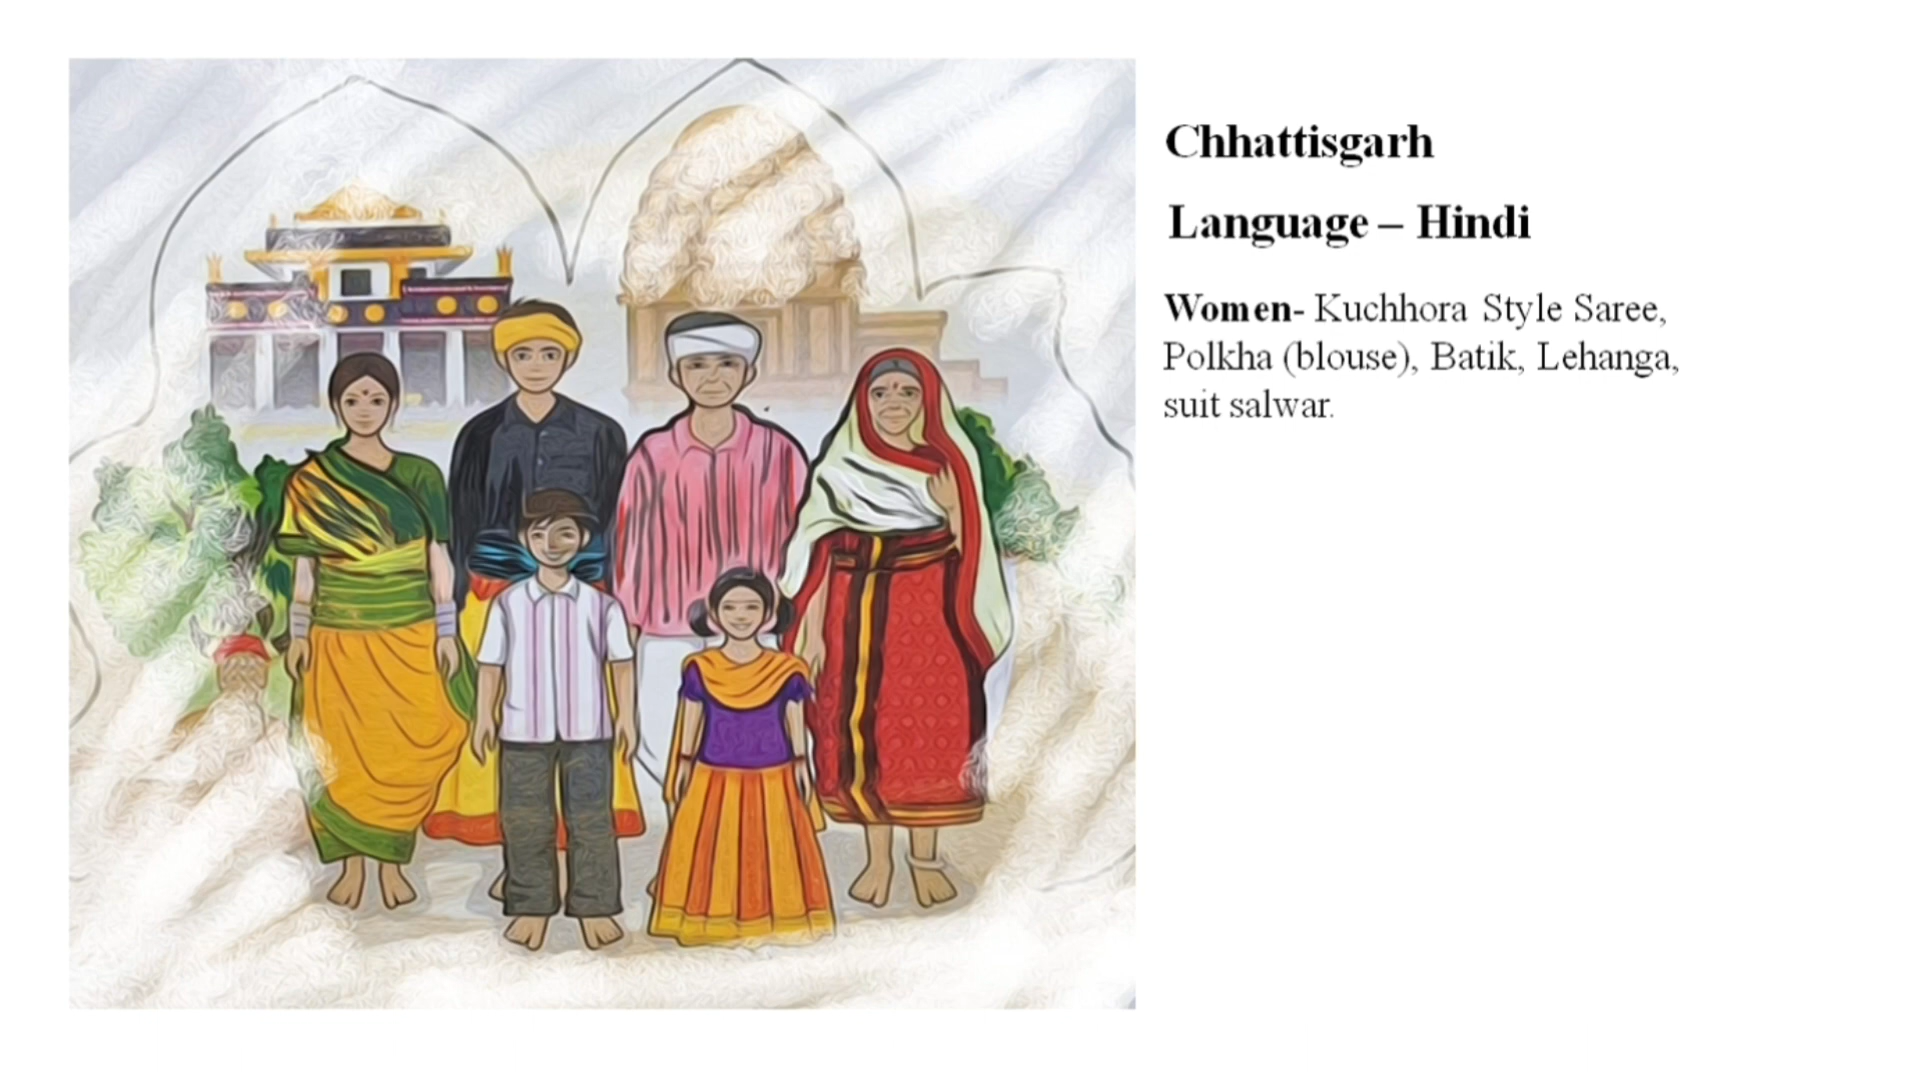 Chhattisgarh
Language – Hindi
Women- Kuchhora Style Saree,
Polkha (blouse), Batik, Lehanga,
suit salwar.